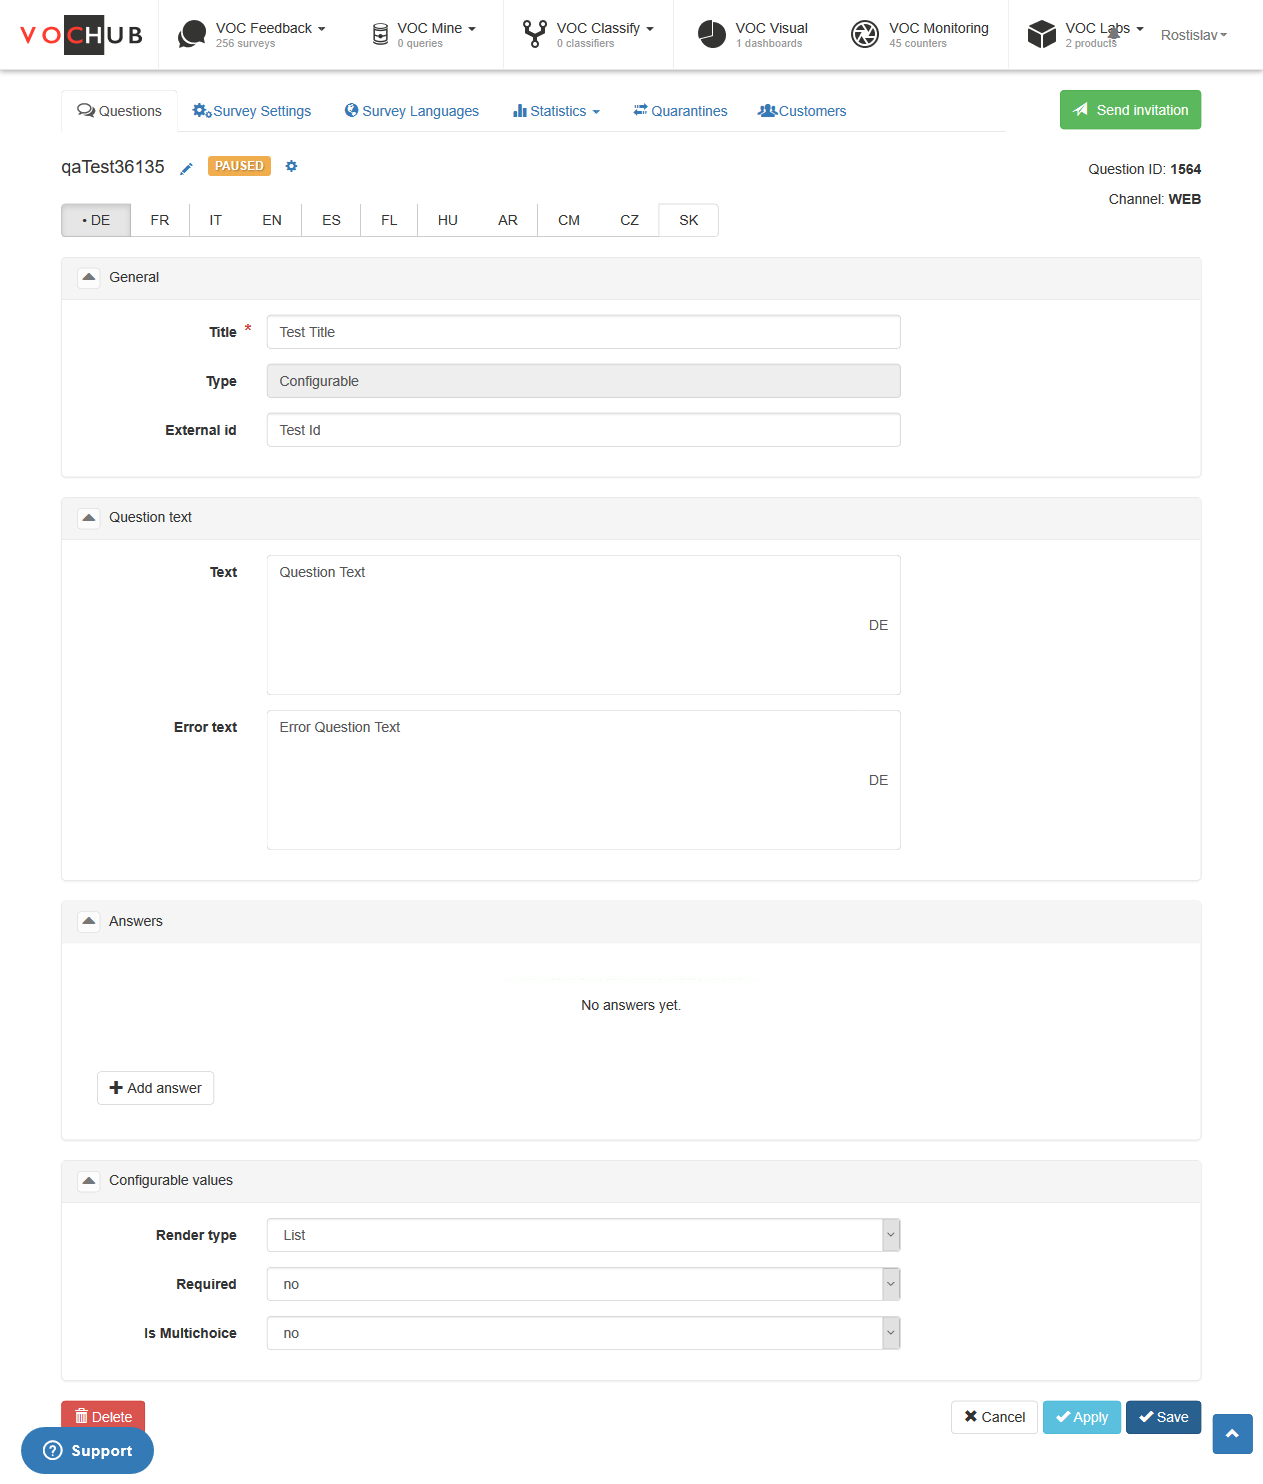 VOCHUB
VOC Feedback
256 surveys
VOC Mine
0 queries
VOC Classify
0 classifiers
VOC Visual
1 dashboards
VOC Monitoring
45 counters
VOC Labs
2 products
Rostislav
Questions
Survey Settings
Survey Languages
Statistics
Quarantines
Customers
Send invitation
qaTest36135
PAUSED
Question ID: 1564
Channel: WEB
• DE FR IT EN ES FL HU AR CM CZ SK
General
Title *
Test Title
Type
Configurable
External id
Test Id
Question text
Text
Question Text
DE
Error text
Error Question Text
DE
Answers
No answers yet.
Add answer
Configurable values
Render type
List
Required
no
Is Multichoice
no
Delete
Cancel
Apply
Save
Support